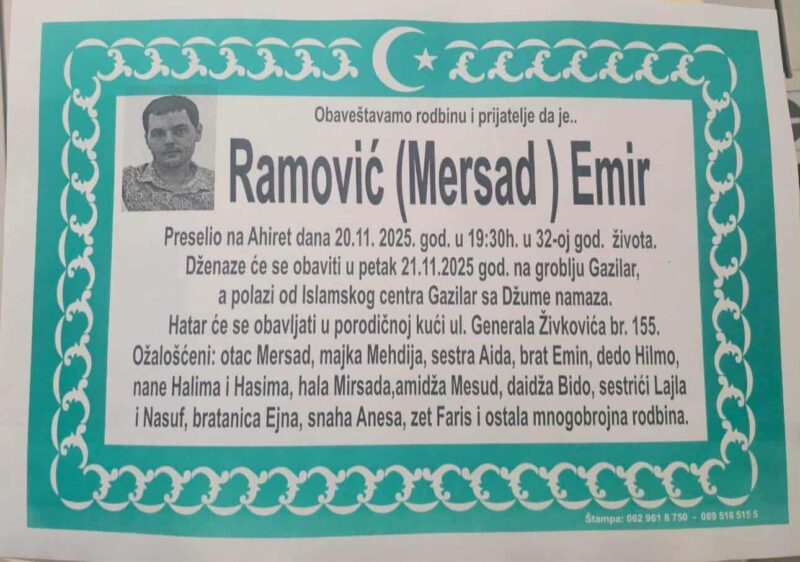 Obaveštavamo rodbinu i prijatelje da je..
Ramović (Mersad ) Emir
Preselio na Ahiret dana 20.11. 2025. god. u 19:30h. u 32-oj god. života.
Dženaze će se obaviti u petak 21.11.2025 god. na groblju Gazilar,
a polazi od Islamskog centra Gazilar sa Džume namaza.
Hatar će se obavljati u porodičnoj kući ul. Generala Živkovića br. 155.
Ožalošćeni: otac Mersad, majka Mehdija, sestra Aida, brat Emin, dedo Hilmo,
nane Halima i Hasima, hala Mirsada,amidža Mesud, daidža Bido, sestrići Lajla
i Nasuf, bratanica Ejna, snaha Anesa, zet Faris i ostala mnogobrojna rodbina.
Štampa: 062 961 8 750 - 069 516 515 5